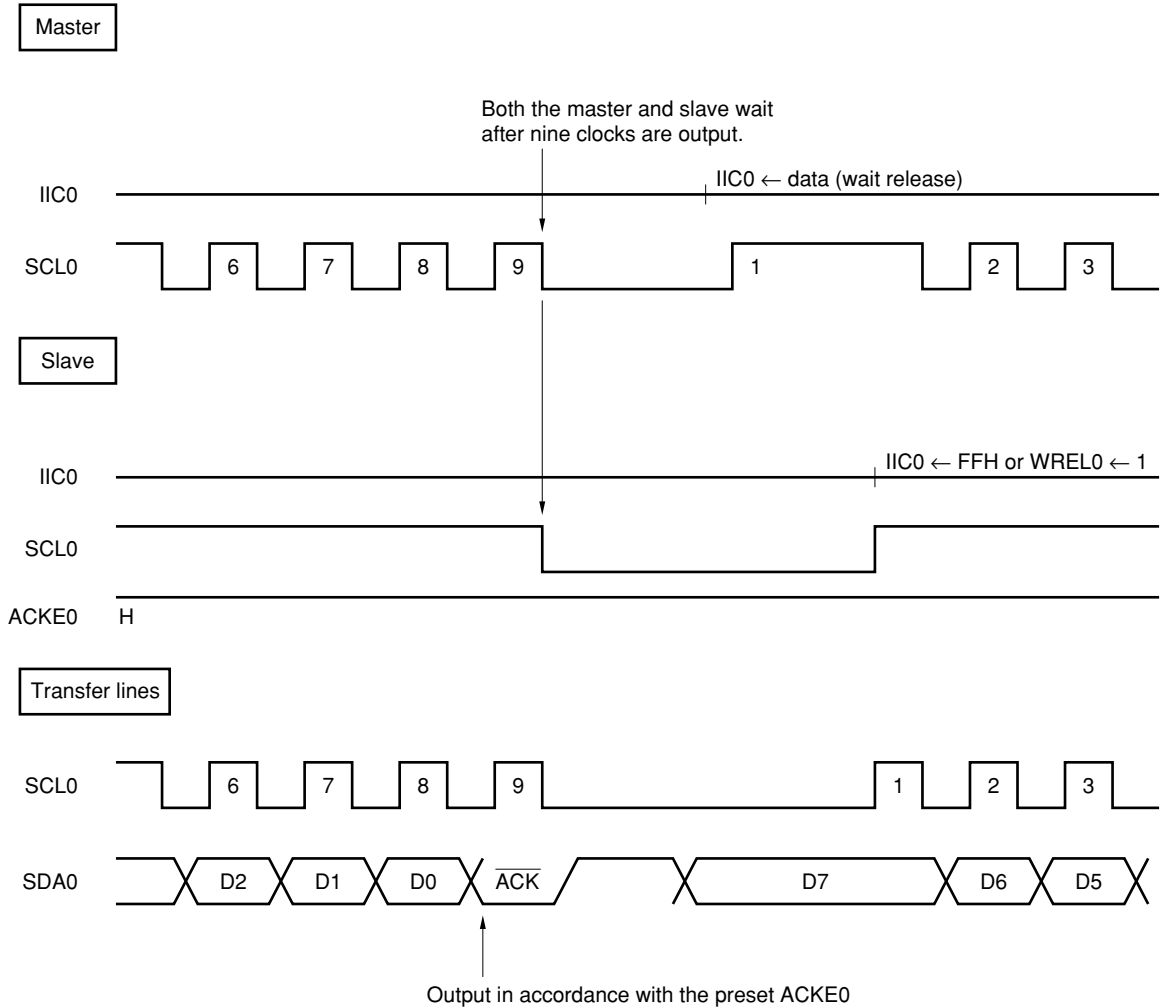 Master
Both the master and slave wait
after nine clocks are output.
IIC0 ← data (wait release)
IIC0
SCL0
6 7 8 9 1 2 3
Slave
IIC0 ← FFH or WREL0 ← 1
IIC0
SCL0
ACKE0 H
Transfer lines
SCL0 6 7 8 9 1 2 3
SDA0 D2 D1 D0 ACK D7 D6 D5
Output in accordance with the preset ACKE0